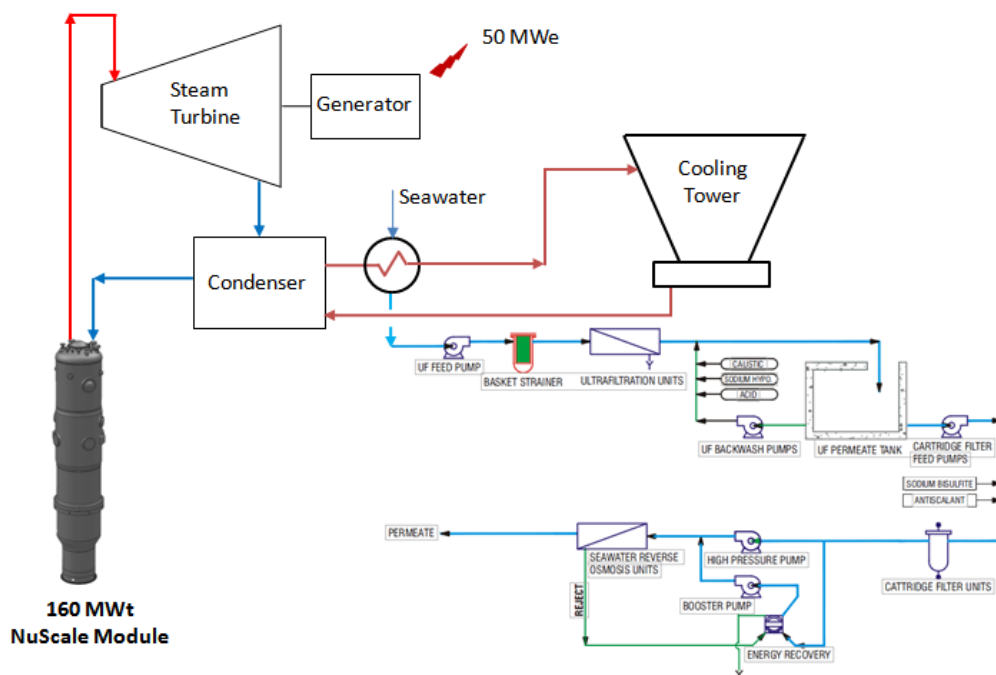 50 MWe
Steam
Turbine
Generator
Cooling
Tower
Seawater
Condenser
UF FEED PUMP
BASKET STRAINER
ULTRAFILTRATION UNITS
CAUSTIC
SODIUM HYPO.
ACID
UF BACKWASH PUMPS
UF PERMEATE TANK
CARTRIDGE FILTER
FEED PUMPS
SODIUM BISULFITE
ANTISCALANT
PERMEATE
SEAWATER REVERSE
OSMOSIS UNITS
HIGH PRESSURE PUMP
CATTRIDGE FILTER UNITS
REJECT
BOOSTER PUMP
ENERGY RECOVERY
160 MWt
NuScale Module